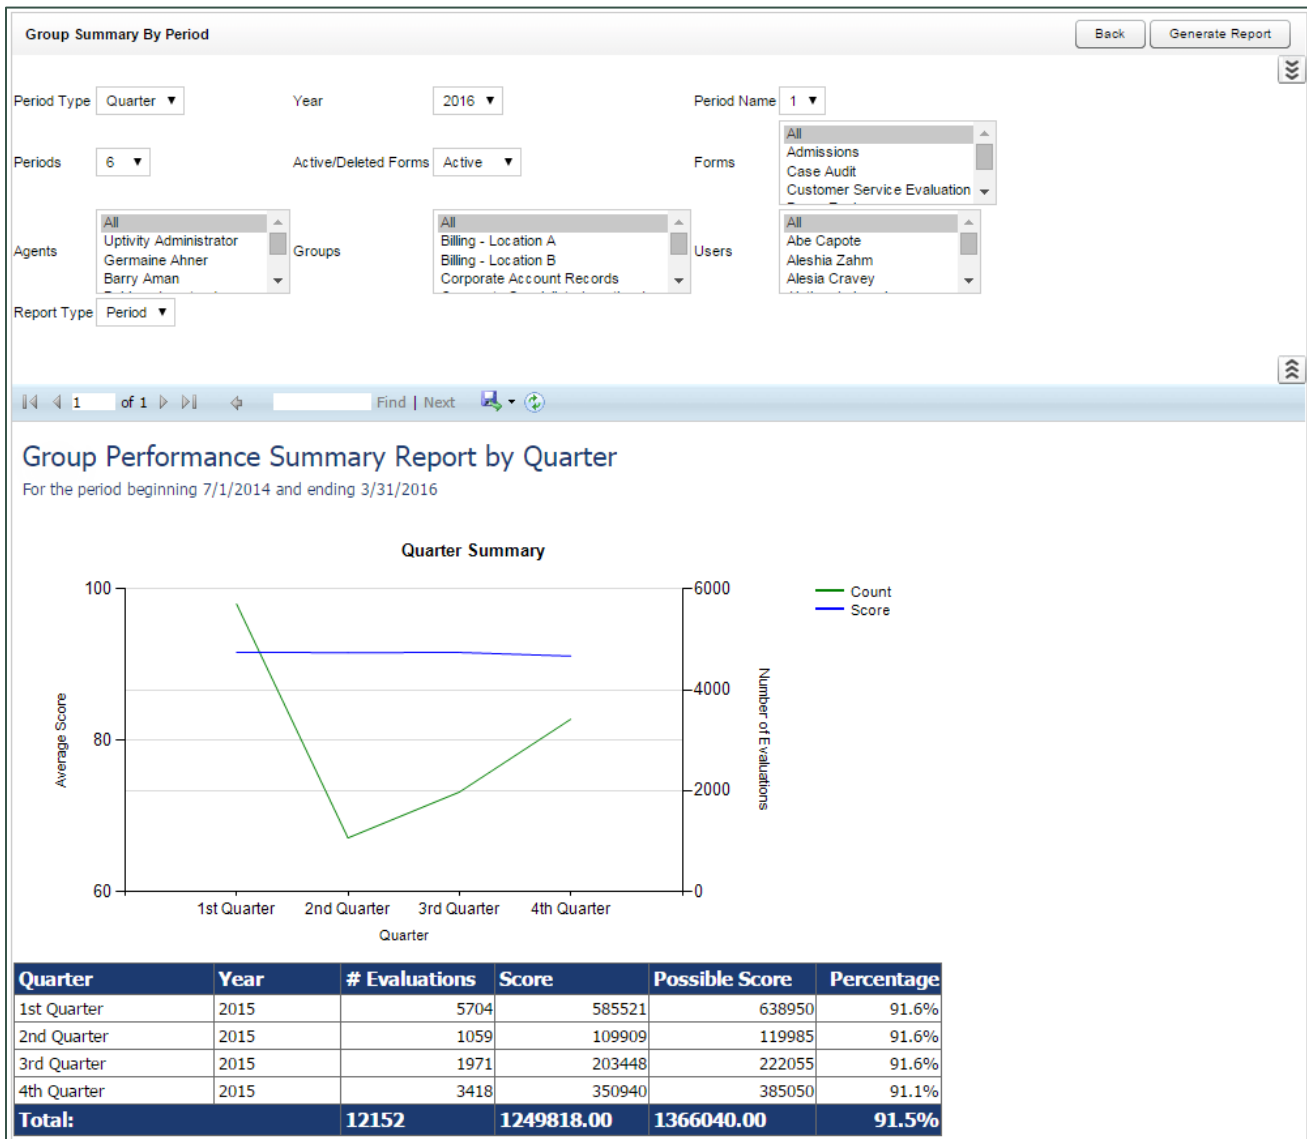 Group Summary By Period Back Generate Report
Period Type Quarter Year 2016 Period Name 1
Periods 6 Active/Deleted Forms Active Forms
All
Admissions
Case Audit
Customer Service Evaluation
Agents
All
Uptivity Administrator
Germaine Ahner
Barry Aman
Groups
All
Billing - Location A
Billing - Location B
Corporate Account Records
Users
All
Abe Capote
Aleshia Zahm
Alesia Cravey
Report Type Period
1 of 1 Find | Next
Group Performance Summary Report by Quarter
For the period beginning 7/1/2014 and ending 3/31/2016
Quarter Summary
100
80
60
Average Score
6000
4000
2000
0
Number of Evaluations
Count
Score
1st Quarter 2nd Quarter 3rd Quarter 4th Quarter
Quarter
Quarter Year # Evaluations Score Possible Score Percentage
1st Quarter 2015 5704 585521 638950 91.6%
2nd Quarter 2015 1059 109909 119985 91.6%
3rd Quarter 2015 1971 203448 222055 91.6%
4th Quarter 2015 3418 350940 385050 91.1%
Total: 12152 1249818.00 1366040.00 91.5%